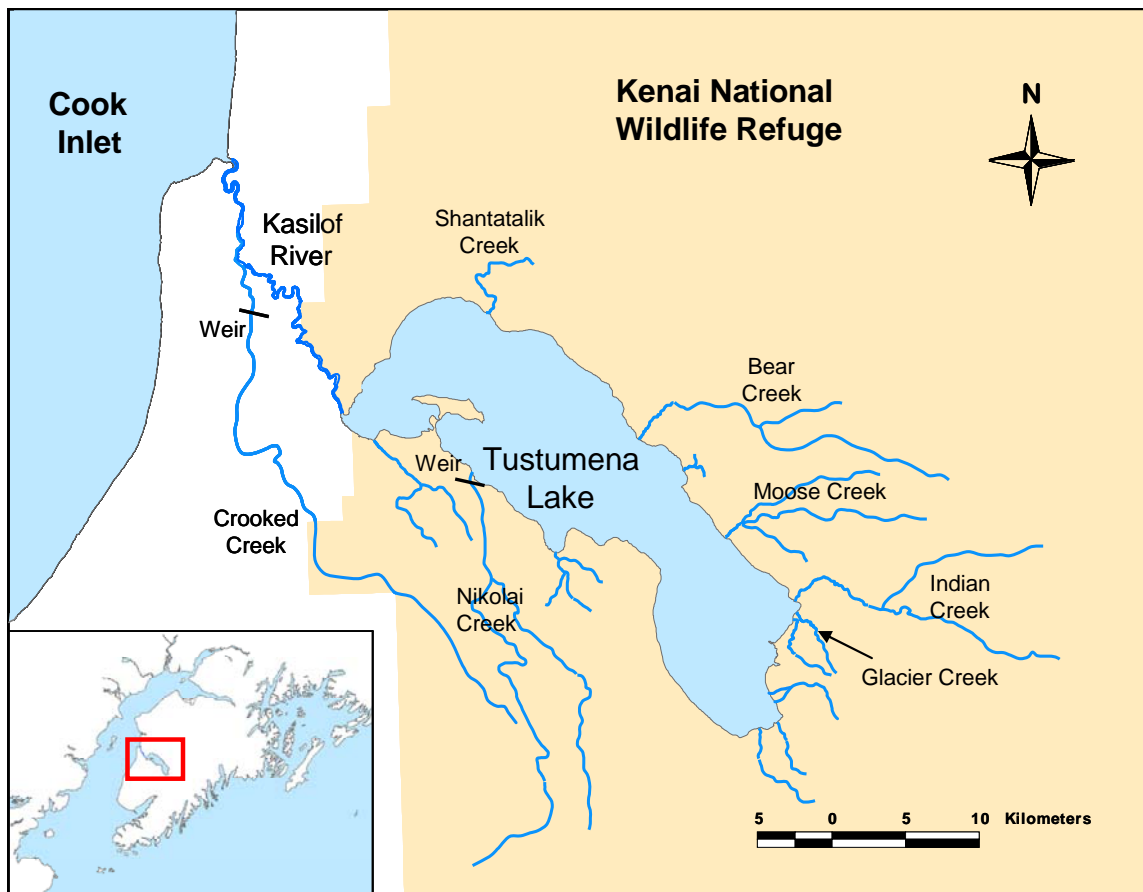 Cook
Inlet
Kenai National
Wildlife Refuge
N
Kasilof
River
Shantatalik
Creek
Weir
Bear
Creek
Weir
Tustumena
Lake
Moose Creek
Crooked
Creek
Nikolai
Creek
Indian
Creek
Glacier Creek
5 0 5 10 Kilometers